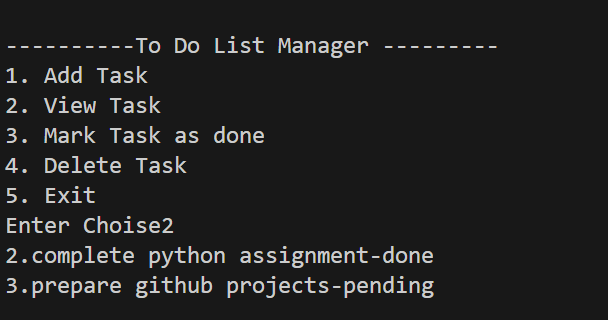 ----------To Do List Manager ---------
1. Add Task
2. View Task
3. Mark Task as done
4. Delete Task
5. Exit
Enter Choise2
2.complete python assignment-done
3.prepare github projects-pending